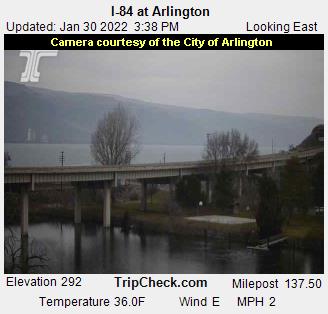 I-84 at Arlington
Updated: Jan 30 2022 3:38 PM Looking East
Camera courtesy of the City of Arlington
Elevation 292 TripCheck.com Milepost 137.50
Temperature 36.0F Wind E MPH 2